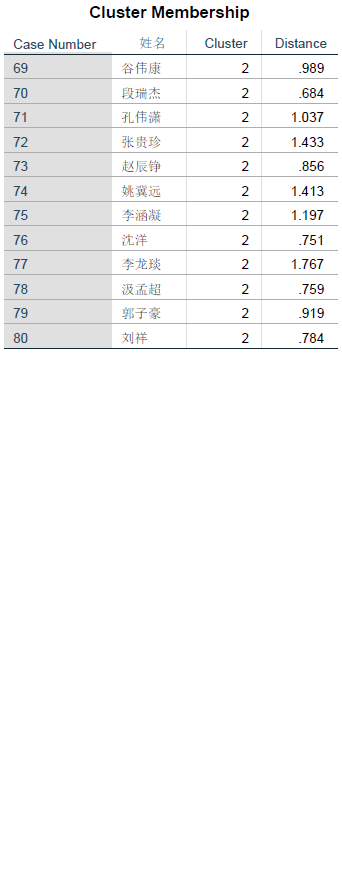 Cluster Membership
Case Number 姓名 Cluster Distance
69 谷伟康 2 .989
70 段瑞杰 2 .684
71 孔伟潇 2 1.037
72 张贵珍 2 1.433
73 赵辰铮 2 .856
74 姚冀远 2 1.413
75 李涵凝 2 1.197
76 沈洋 2 .751
77 李龙琰 2 1.767
78 汲孟超 2 .759
79 郭子豪 2 .919
80 刘祥 2 .784